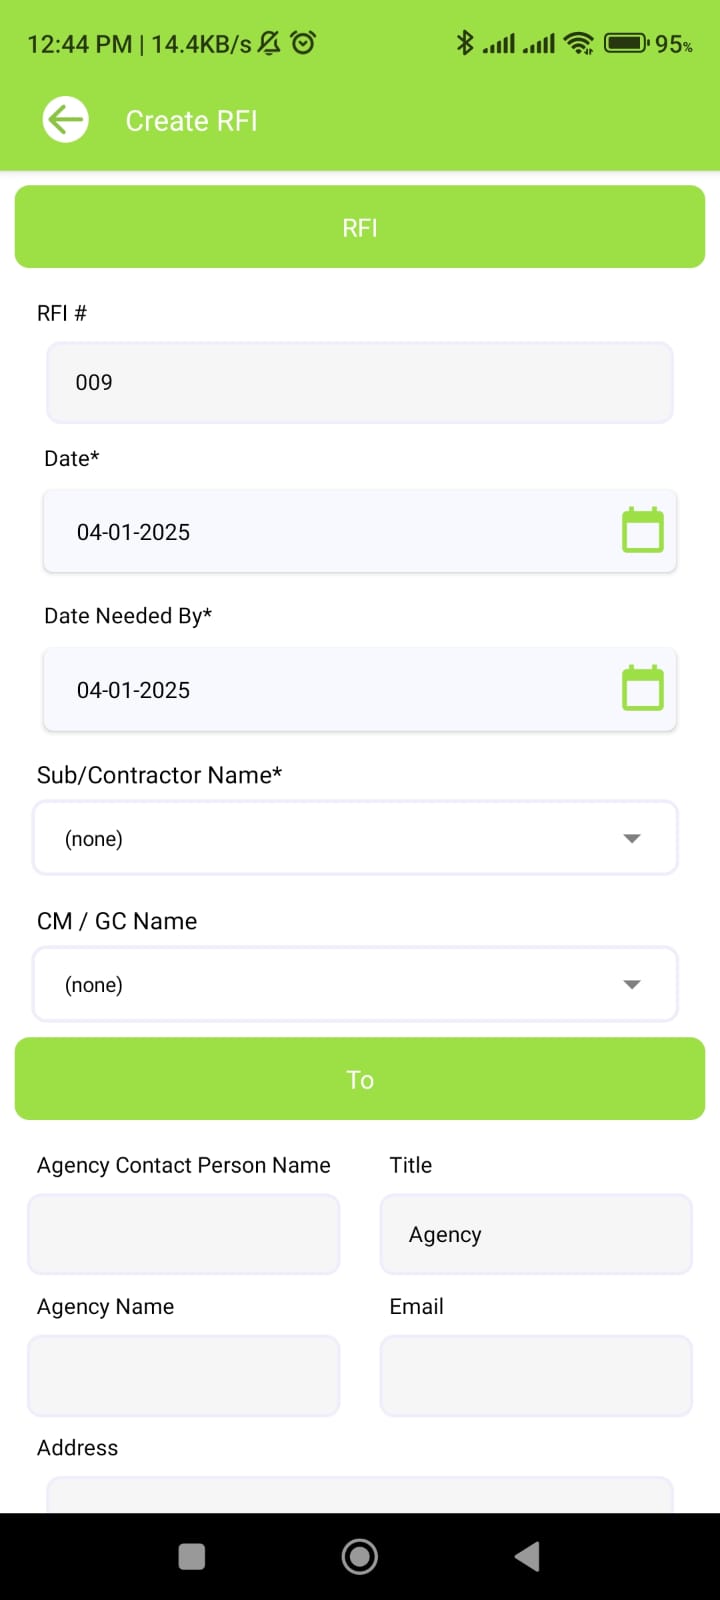 12:44 PM | 14.4KB/s 95%
Create RFI
RFI
RFI #
009
Date*
04-01-2025
Date Needed By*
04-01-2025
Sub/Contractor Name*
(none)
CM / GC Name
(none)
To
Agency Contact Person Name Title
Agency
Agency Name Email
Address